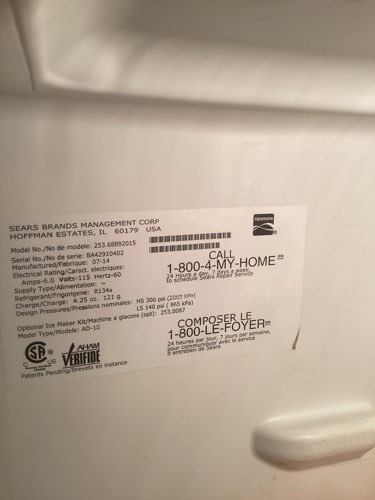 SEARS BRANDS MANAGEMENT CORP
HOFFMAN ESTATES, IL 60179 USA
Kenmore
Model No./No de modele: 253.68892015
Serial No./No de serie: BA42910402
Manufactured/Fabrique: 07-14
Electrical Rating/Caract. electriques:
Amps-6.0 Volts-115 Hertz-60
Supply Type/Alimentation: ~
Refrigerant/Frigorigene: R134a
Charge/Charge: 4.25 oz. 121 g.
Design Pressures/Pressions nominales: HS 300 psi (2069 kPa)
LS 140 psi ( 965 kPa)
Optional Ice Maker Kit/Machine a glacons (opt): 253.8087
Model Type/Modele: AD-10
CALL
1-800-4-MY-HOME
24 Hours a day, 7 days a week,
to schedule Sears Repair Service
COMPOSER LE
1-800-LE-FOYER
24 heures par jour, 7 jours par semaine,
pour communiquer avec le service
d entretien de Sears
C US
AHAM
VERIFIDE
Patents Pending/Brevets en instance